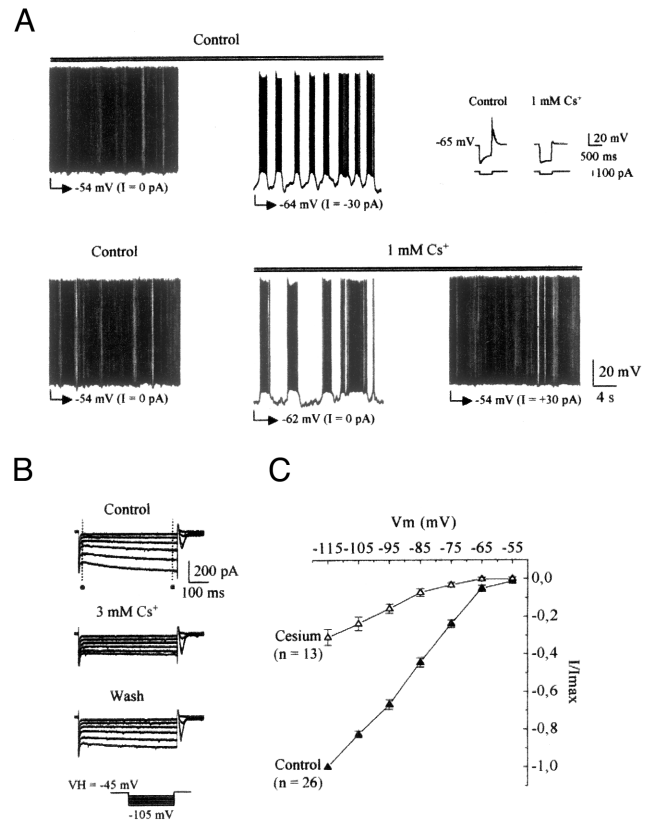 A
Control
-54 mV (I = 0 pA)
-64 mV (I = -30 pA)
Control
1 mM Cs⁺
-65 mV
20 mV
500 ms
+100 pA
Control
1 mM Cs⁺
-54 mV (I = 0 pA)
-62 mV (I = 0 pA)
-54 mV (I = +30 pA)
20 mV
4 s
B
Control
200 pA
100 ms
3 mM Cs⁺
Wash
VH = -45 mV
-105 mV
C
Vm (mV)
-115 -105 -95 -85 -75 -65 -55
0,0
-0,2
-0,4
-0,6
-0,8
-1,0
I/Imax
Cesium
(n = 13)
Control
(n = 26)